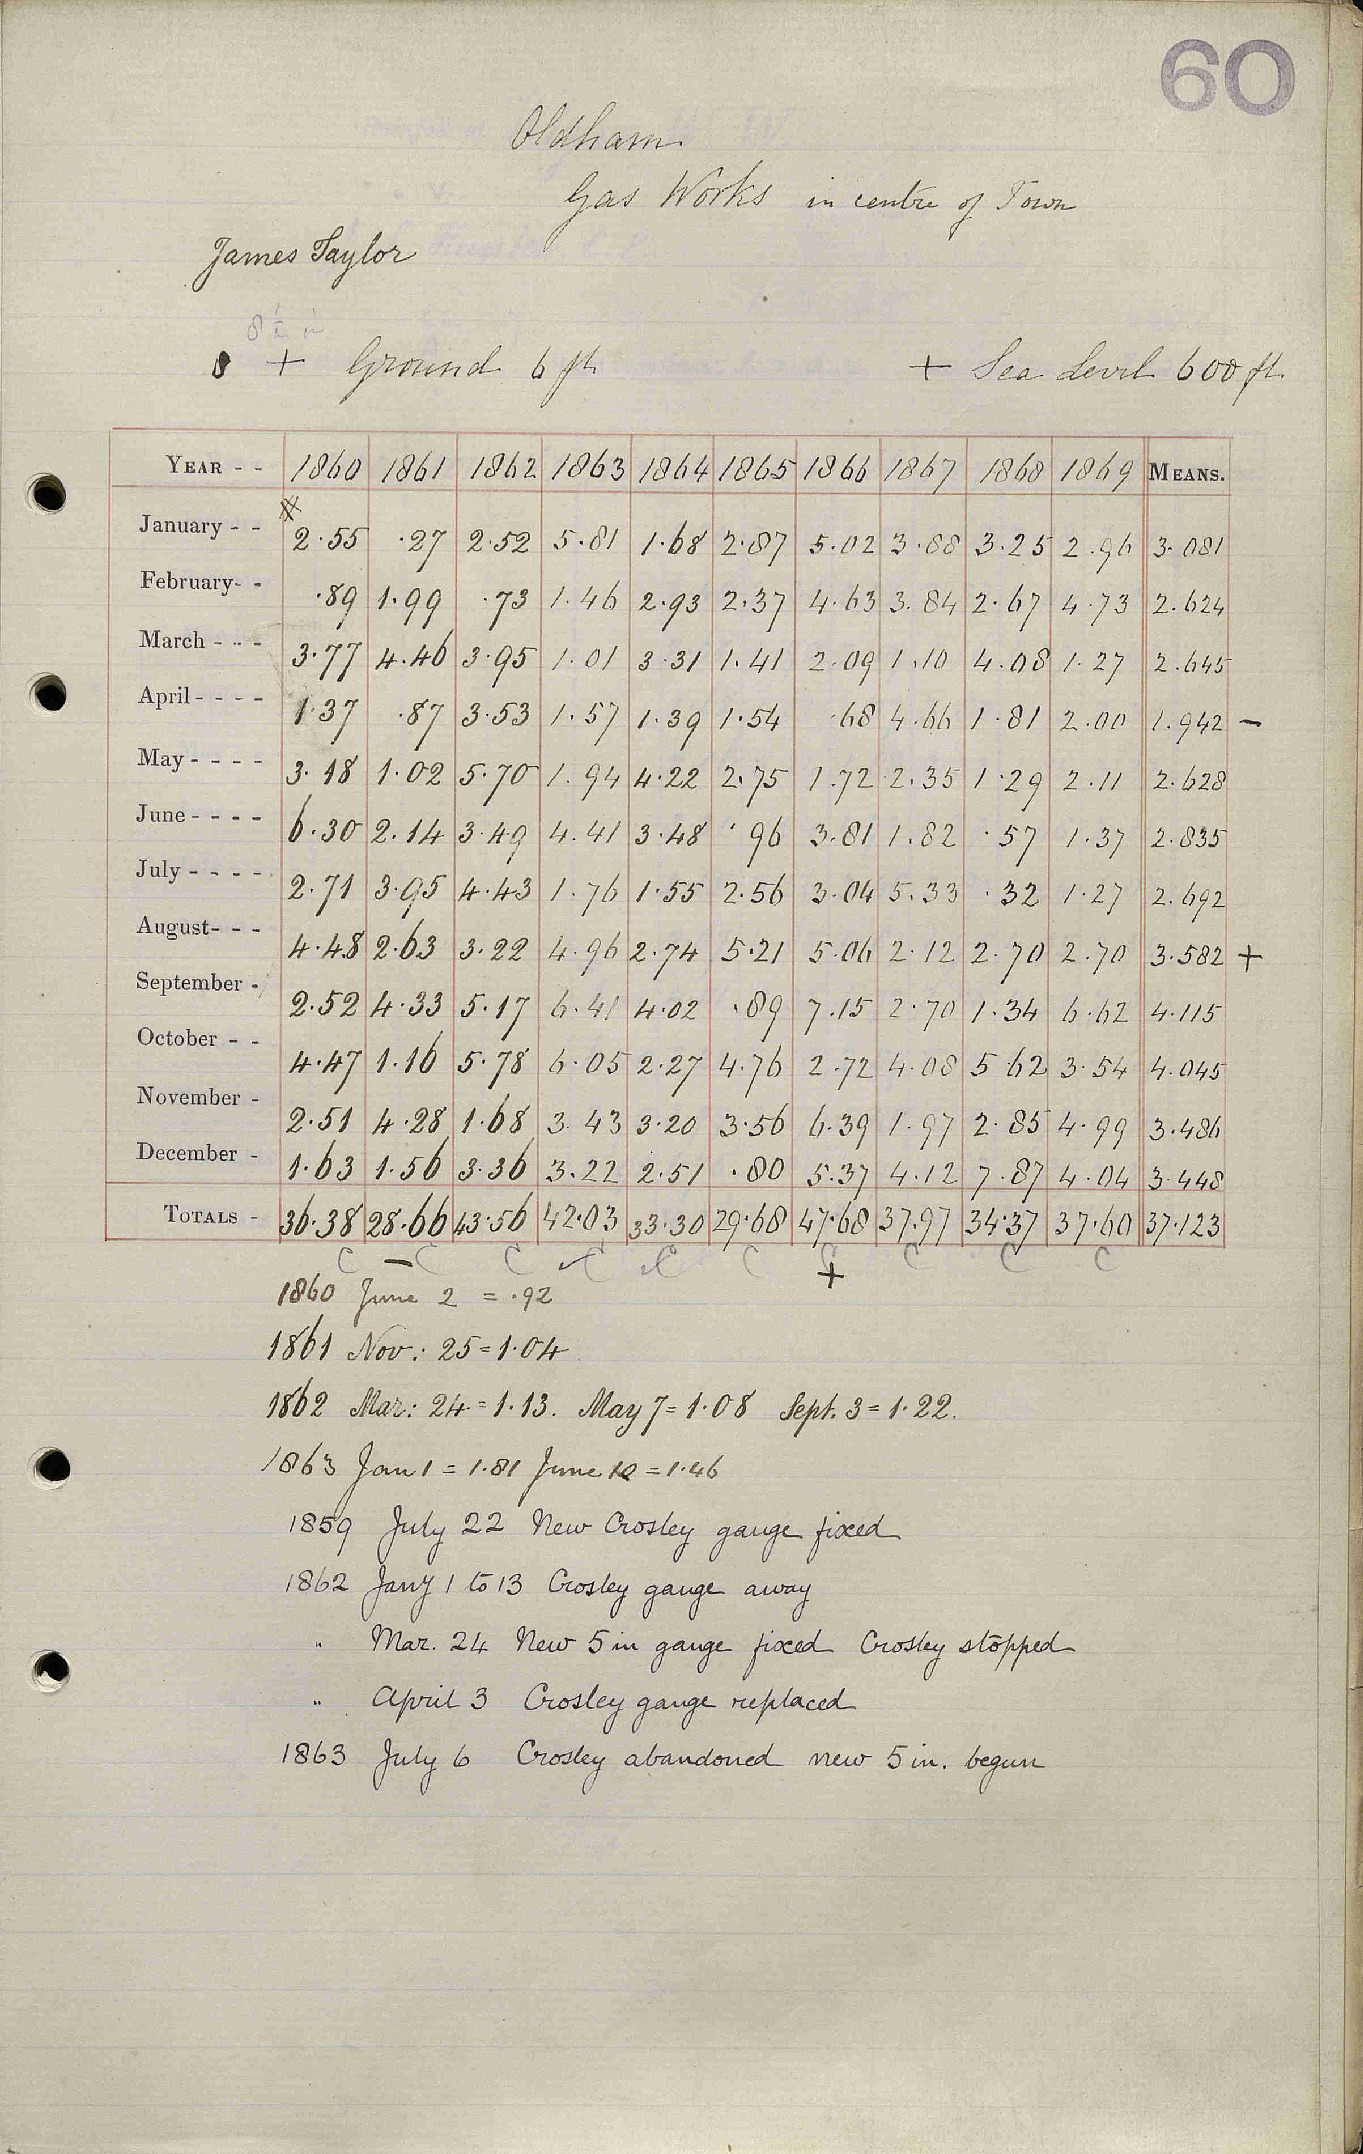 60
Oldham
Gas Works in centre of Town
James Taylor
8 ½ in
8 + Ground 6 ft + Sea Level 600 ft
YEAR - - 1860 1861 1862 1863 1864 1865 1866 1867 1868 1869 MEANS.
January - - 2.55 .27 2.52 5.81 1.68 2.87 5.02 3.88 3.25 2.96 3.081
February- - .89 1.99 .73 1.46 2.93 2.37 4.63 3.84 2.67 4.73 2.624
March - - - 3.77 4.46 3.95 1.01 3.31 1.41 2.09 1.10 4.08 1.27 2.645
April - - - - 1.37 .87 3.53 1.57 1.39 1.54 .68 4.66 1.81 2.00 1.942 -
May - - - - 3.18 1.02 5.70 1.94 4.22 2.75 1.72 2.35 1.29 2.11 2.628
June - - - - 6.30 2.14 3.49 4.41 3.48 .96 3.81 1.82 .57 1.37 2.835
July - - - - 2.71 3.95 4.43 1.76 1.55 2.56 3.04 5.33 .32 1.27 2.692
August- - - 4.48 2.63 3.22 4.96 2.74 5.21 5.06 2.12 2.70 2.70 3.582 +
September - 2.52 4.33 5.17 6.41 4.02 .89 7.15 2.70 1.34 6.62 4.115
October - - 4.47 1.16 5.78 6.05 2.27 4.76 2.72 4.08 5.62 3.54 4.045
November - 2.51 4.28 1.68 3.43 3.20 3.56 6.39 1.97 2.85 4.99 3.486
December - 1.63 1.56 3.36 3.22 2.51 .80 5.37 4.12 7.87 4.04 3.448
TOTALS - 36.38 28.66 43.56 42.03 33.30 29.68 47.68 37.97 34.37 37.60 37.123
C - C C C C C C C C C
+
1860 June 2 = .92
1861 Nov: 25 = 1.04
1862 Mar: 24 = 1.13. May 7 = 1.08 Sept. 3 = 1.22.
1863 Jan 1 = 1.81 June 10 = 1.46
1859 July 22 New Crosley gauge fixed
1862 Jany 1 to 13 Crosley gauge away
" Mar. 24 New 5 in gauge fixed Crosley stopped
" April 3 Crosley gauge replaced
1863 July 6 Crosley abandoned new 5 in. begun